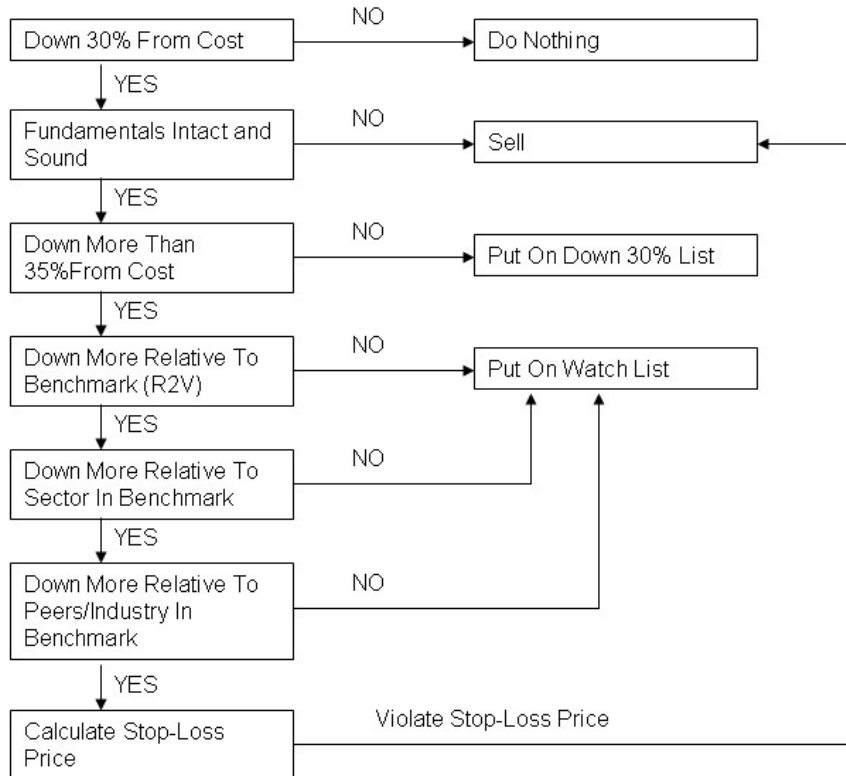 NO
Down 30% From Cost
Do Nothing
YES
Fundamentals Intact and
Sound
NO
Sell
YES
Down More Than
35%From Cost
NO
Put On Down 30% List
YES
Down More Relative To
Benchmark (R2V)
NO
Put On Watch List
YES
Down More Relative To
Sector In Benchmark
NO
YES
Down More Relative To
Peers/Industry In
Benchmark
NO
YES
Calculate Stop-Loss
Price
Violate Stop-Loss Price